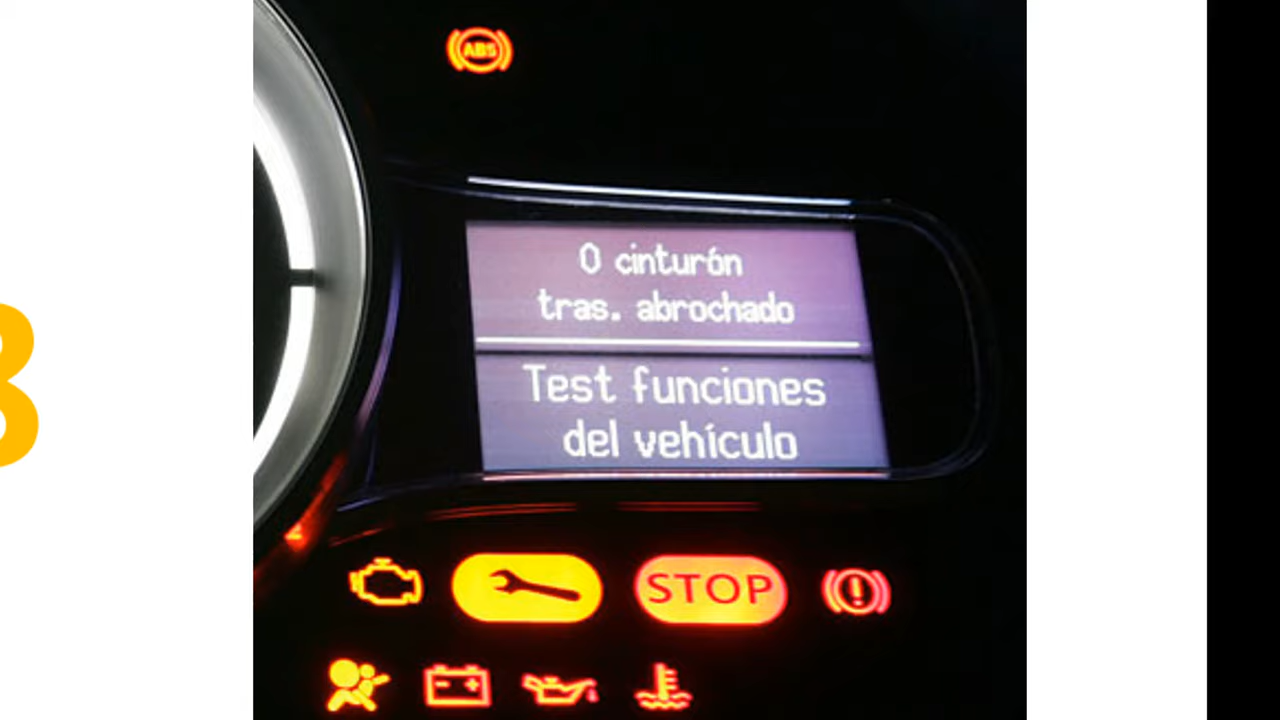 ABS
0 cinturón
tras. abrochado
Test funciones
del vehículo
STOP